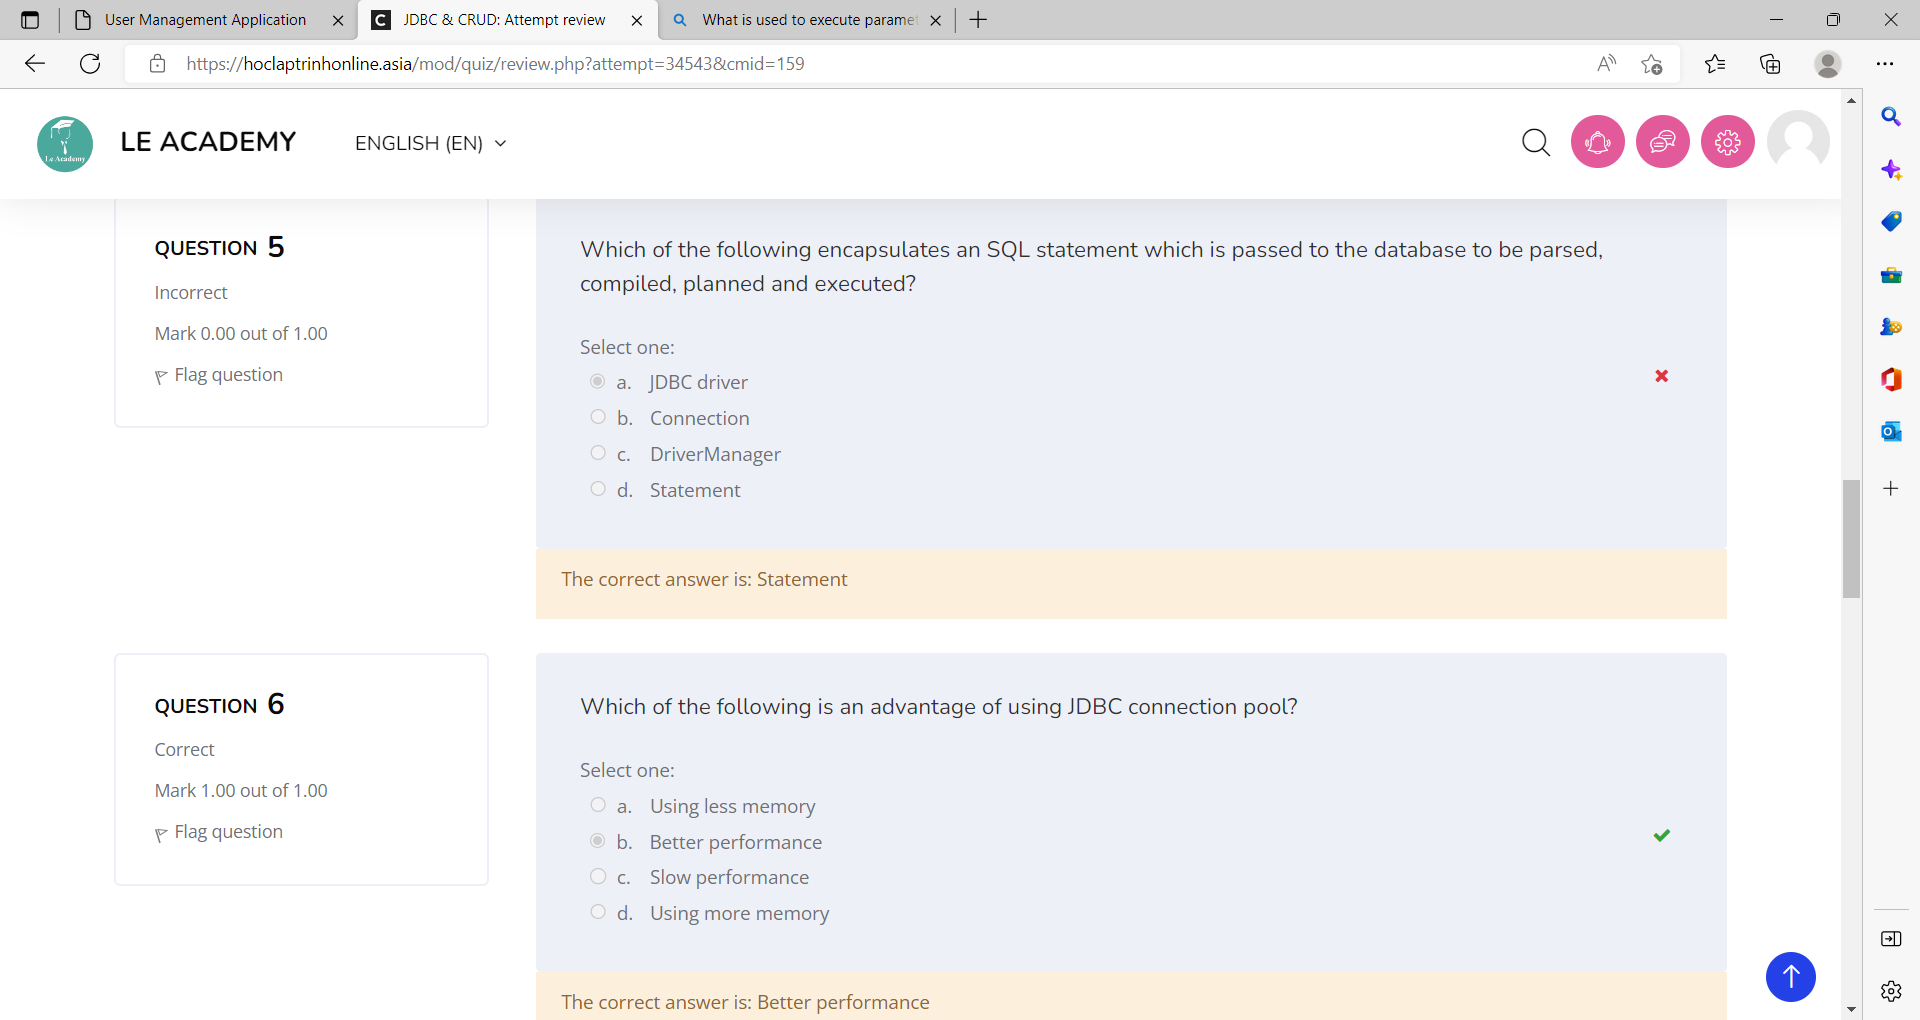 User Management Application
JDBC & CRUD: Attempt review
What is used to execute parame
https://hoclaptrinhonline.asia/mod/quiz/review.php?attempt=34543&cmid=159
Le Academy
LE ACADEMY
ENGLISH (EN)
QUESTION 5
Incorrect
Mark 0.00 out of 1.00
Flag question
Which of the following encapsulates an SQL statement which is passed to the database to be parsed,
compiled, planned and executed?
Select one:
a. JDBC driver
b. Connection
c. DriverManager
d. Statement
The correct answer is: Statement
QUESTION 6
Correct
Mark 1.00 out of 1.00
Flag question
Which of the following is an advantage of using JDBC connection pool?
Select one:
a. Using less memory
b. Better performance
c. Slow performance
d. Using more memory
The correct answer is: Better performance